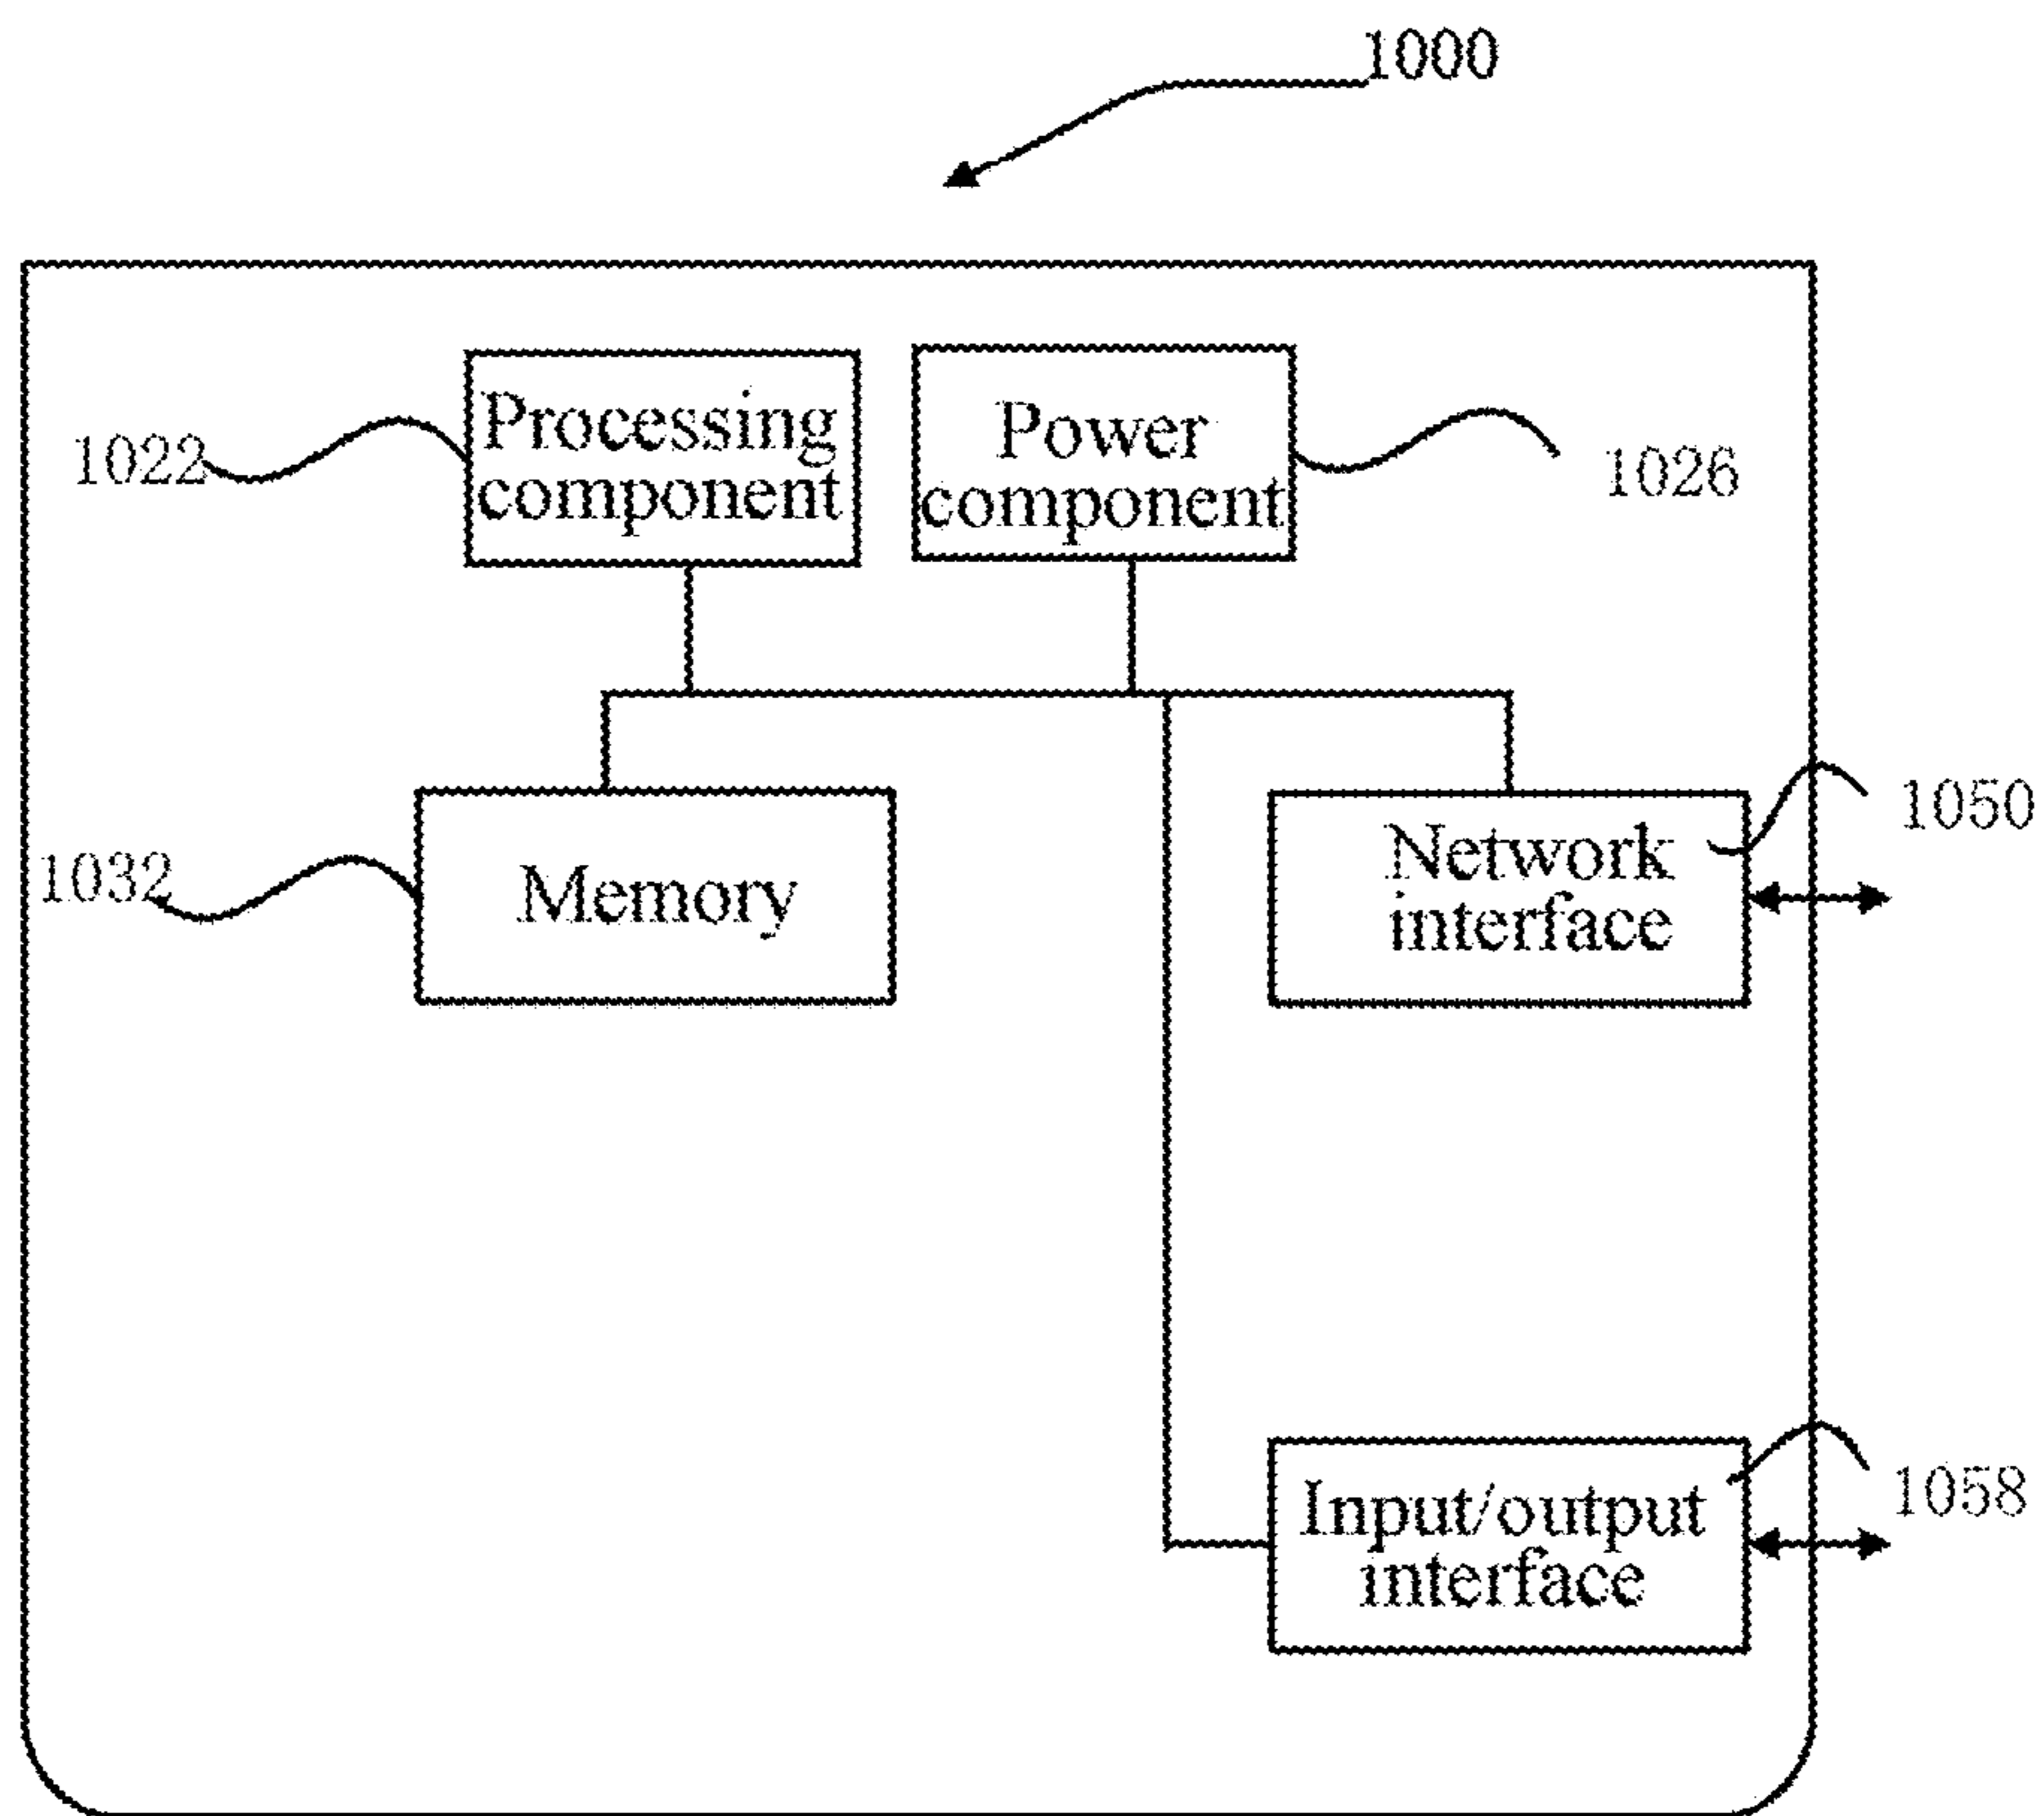 1000
Processing
component
1022
Power
component
1026
Memory
1032
Network
interface
1050
Input/output
interface
1058